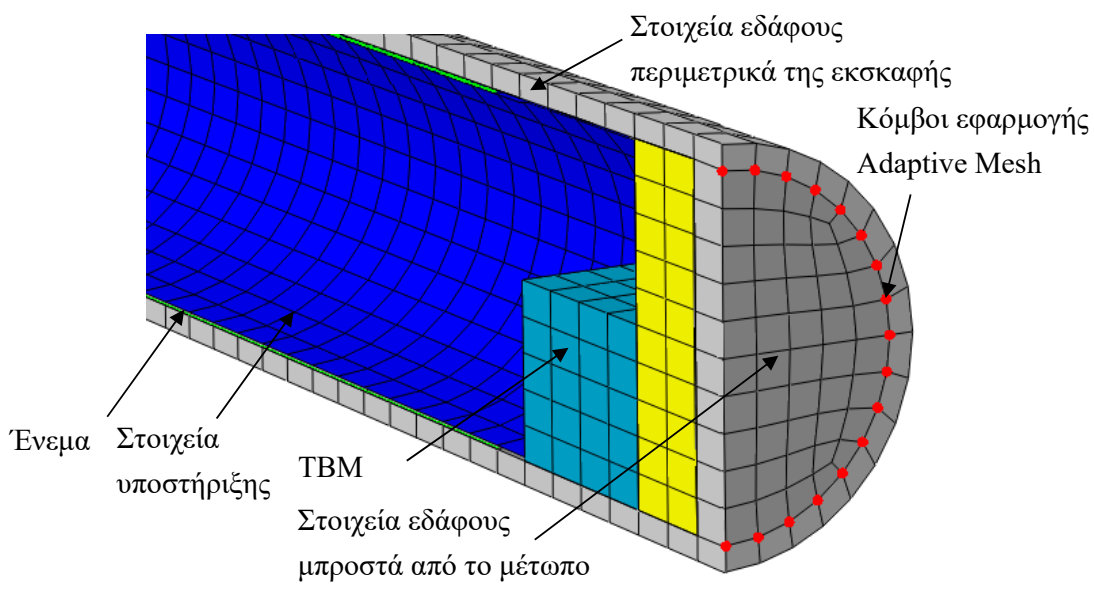 Στοιχεία εδάφους
περιμετρικά της εκσκαφής
Κόμβοι εφαρμογής
Adaptive Mesh
Ένεμα
Στοιχεία
υποστήριξης
TBM
Στοιχεία εδάφους
μπροστά από το μέτωπο